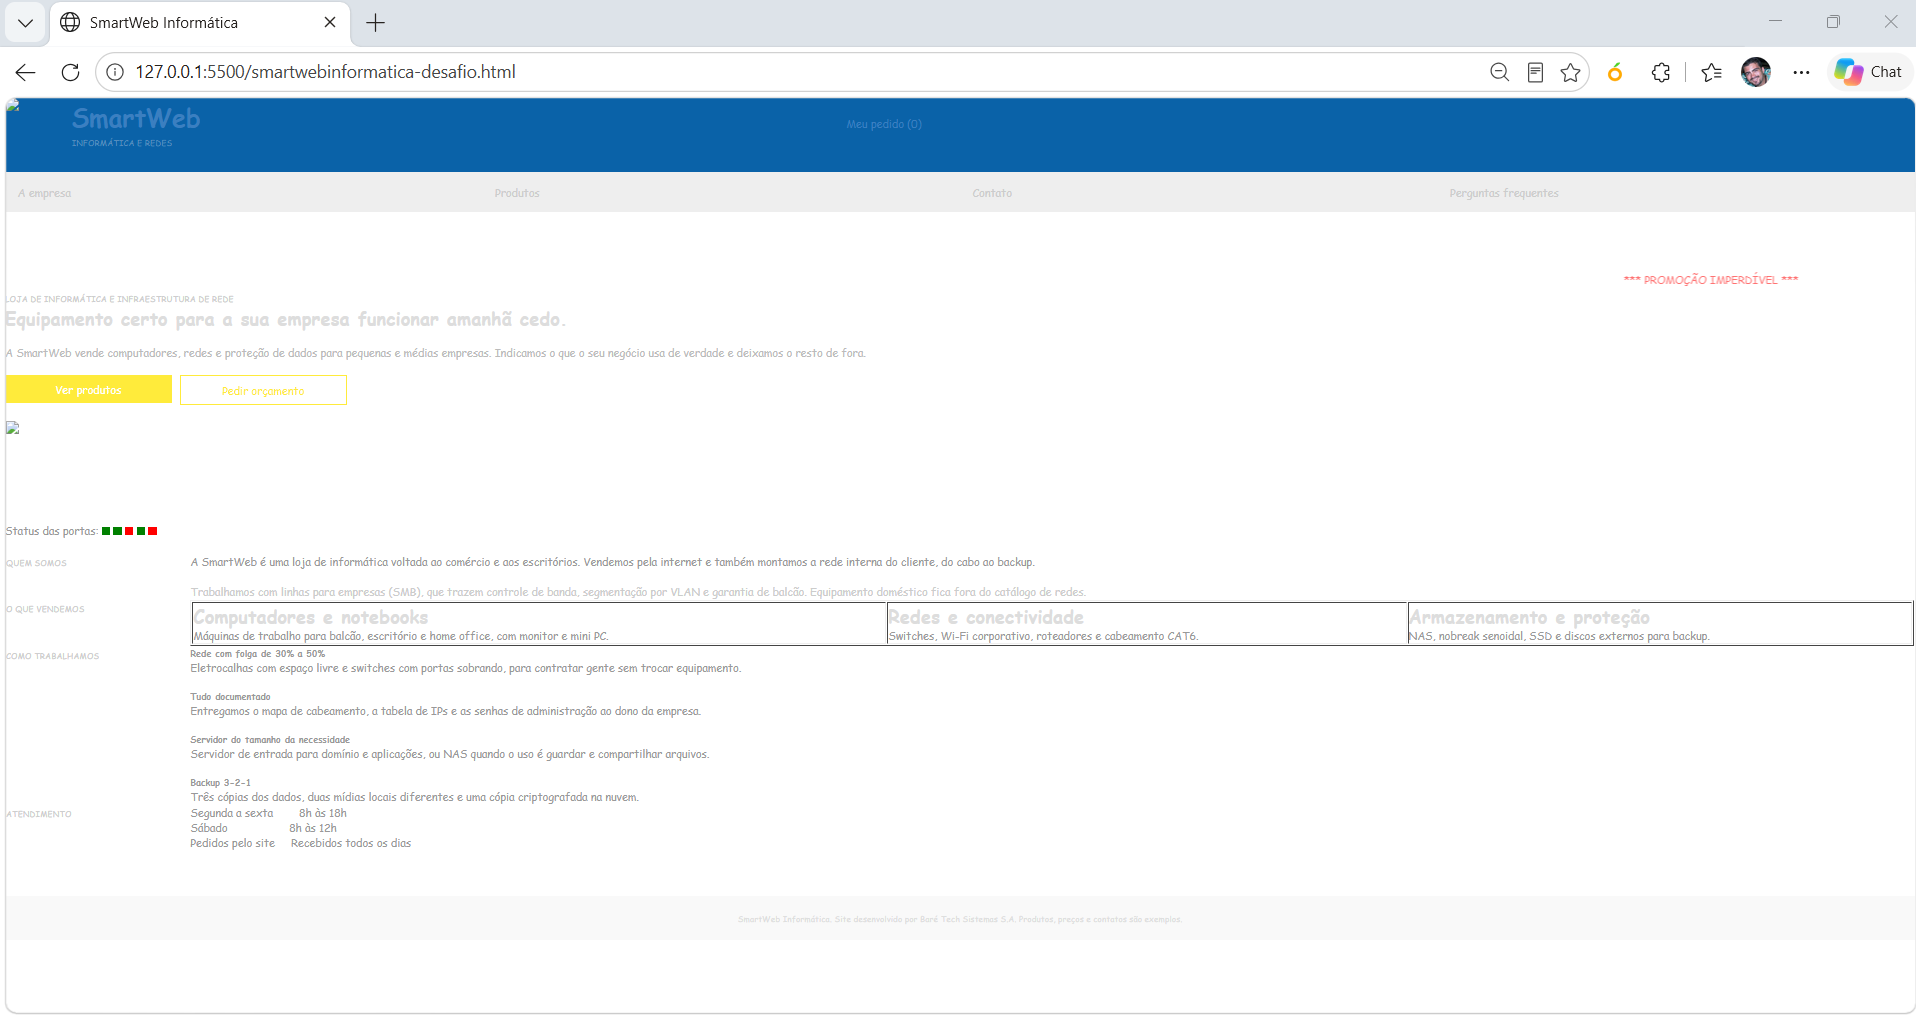 SmartWeb Informática
127.0.0.1:5500/smartwebinformatica-desafio.html
Chat
SmartWeb
INFORMÁTICA E REDES
Meu pedido (0)
A empresa
Produtos
Contato
Perguntas frequentes
*** PROMOÇÃO IMPERDÍVEL ***
LOJA DE INFORMÁTICA E INFRAESTRUTURA DE REDE
Equipamento certo para a sua empresa funcionar amanhã cedo.
A SmartWeb vende computadores, redes e proteção de dados para pequenas e médias empresas. Indicamos o que o seu negócio usa de verdade e deixamos o resto de fora.
Ver produtos
Pedir orçamento
Status das portas:
QUEM SOMOS
A SmartWeb é uma loja de informática voltada ao comércio e aos escritórios. Vendemos pela internet e também montamos a rede interna do cliente, do cabo ao backup.
Trabalhamos com linhas para empresas (SMB), que trazem controle de banda, segmentação por VLAN e garantia de balcão. Equipamento doméstico fica fora do catálogo de redes.
O QUE VENDEMOS
Computadores e notebooks
Máquinas de trabalho para balcão, escritório e home office, com monitor e mini PC.
Redes e conectividade
Switches, Wi-Fi corporativo, roteadores e cabeamento CAT6.
Armazenamento e proteção
NAS, nobreak senoidal, SSD e discos externos para backup.
COMO TRABALHAMOS
Rede com folga de 30% a 50%
Eletrocalhas com espaço livre e switches com portas sobrando, para contratar gente sem trocar equipamento.
Tudo documentado
Entregamos o mapa de cabeamento, a tabela de IPs e as senhas de administração ao dono da empresa.
Servidor do tamanho da necessidade
Servidor de entrada para domínio e aplicações, ou NAS quando o uso é guardar e compartilhar arquivos.
Backup 3-2-1
Três cópias dos dados, duas mídias locais diferentes e uma cópia criptografada na nuvem.
ATENDIMENTO
Segunda a sexta 8h às 18h
Sábado 8h às 12h
Pedidos pelo site Recebidos todos os dias
SmartWeb Informática. Site desenvolvido por Baré Tech Sistemas S.A. Produtos, preços e contatos são exemplos.